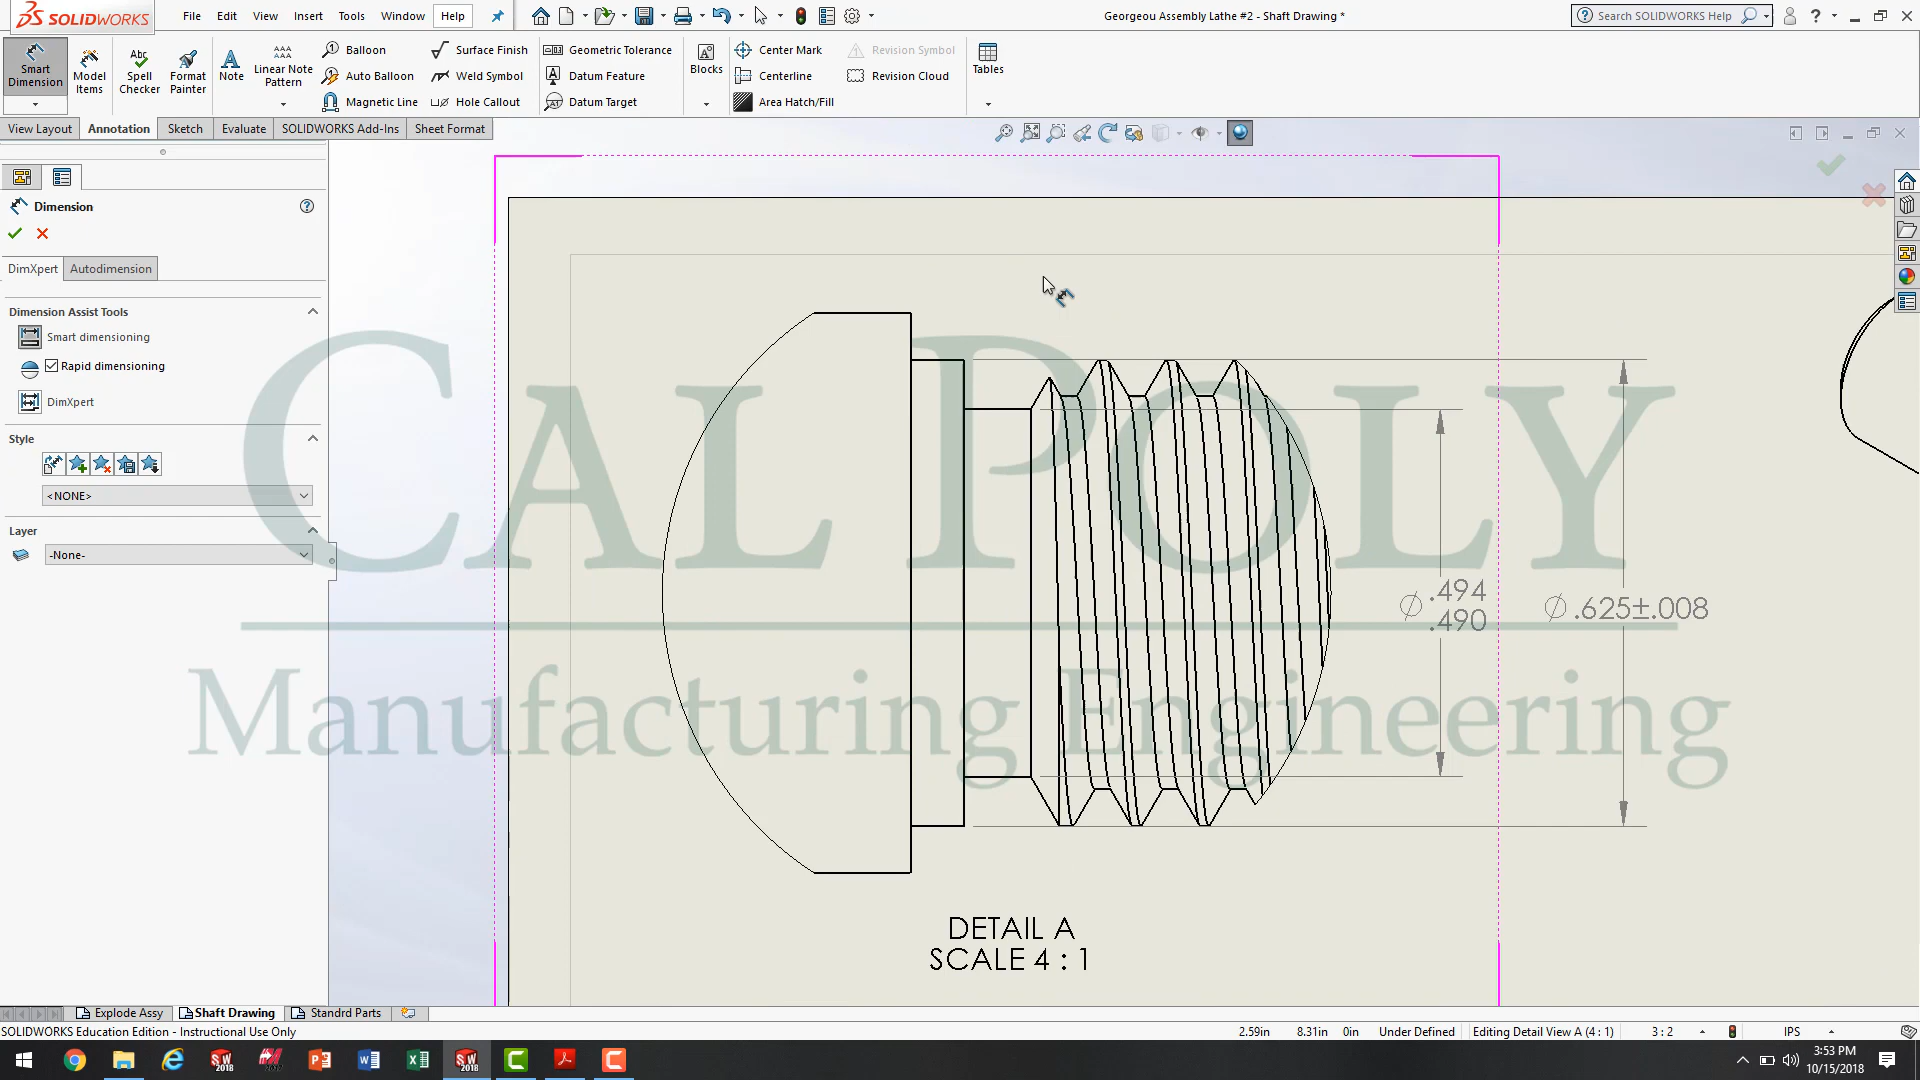 SOLIDWORKS
File Edit View Insert Tools Window Help
Georgeou Assembly Lathe #2 - Shaft Drawing *
Search SOLIDWORKS Help
Smart Dimension
Model Items
Spell Checker
Format Painter
Note
Linear Note Pattern
Balloon
Auto Balloon
Magnetic Line
Surface Finish
Weld Symbol
Hole Callout
Geometric Tolerance
Datum Feature
Datum Target
Blocks
Center Mark
Centerline
Area Hatch/Fill
Revision Symbol
Revision Cloud
Tables
View Layout Annotation Sketch Evaluate SOLIDWORKS Add-Ins Sheet Format
Dimension
DimXpert Autodimension
Dimension Assist Tools
Smart dimensioning
Rapid dimensioning
DimXpert
Style
<NONE>
Layer
-None-
CAL POLY
Manufacturing Engineering
∅ .494
.490
∅ .625±.008
DETAIL A
SCALE 4 : 1
Explode Assy Shaft Drawing Standrd Parts
SOLIDWORKS Education Edition - Instructional Use Only
2.59in 8.31in 0in Under Defined Editing Detail View A (4 : 1) 3 : 2 IPS
3:53 PM
10/15/2018